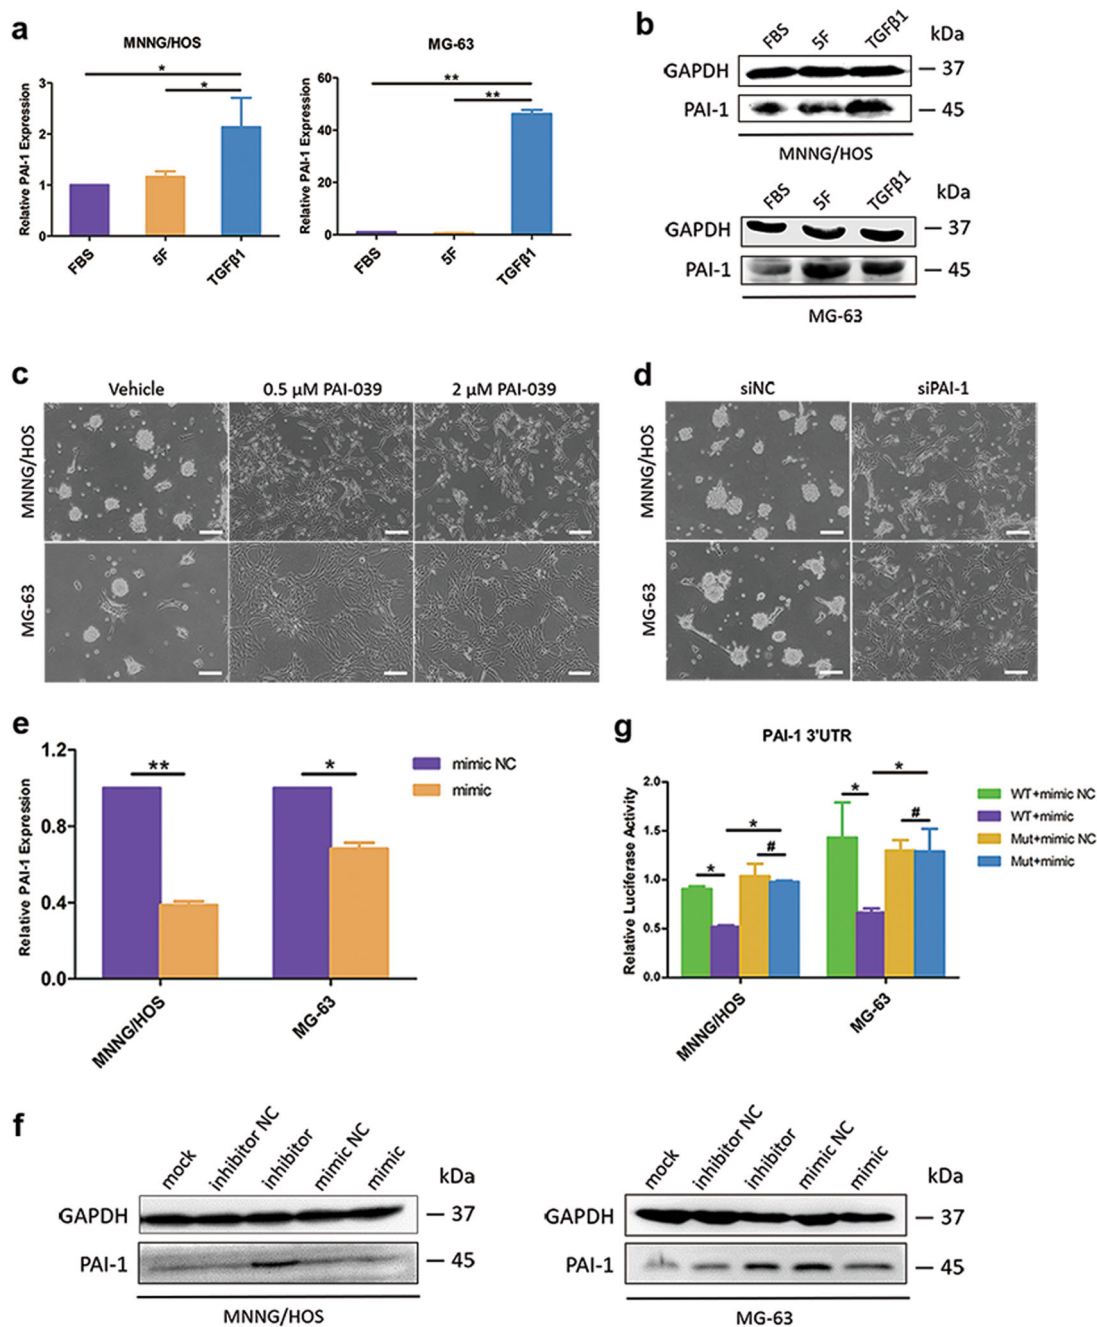 a
MNNG/HOS
* *
Relative PAI-1 Expression
3
2
1
0
FBS
5F
TGFβ1
MG-63
** **
Relative PAI-1 Expression
60
40
20
0
FBS
5F
TGFβ1
b
FBS 5F TGFβ1 kDa
GAPDH — 37
PAI-1 — 45
MNNG/HOS
FBS 5F TGFβ1 kDa
GAPDH — 37
PAI-1 — 45
MG-63
c
Vehicle 0.5 µM PAI-039 2 µM PAI-039
MNNG/HOS
MG-63
d
siNC siPAI-1
MNNG/HOS
MG-63
e
Relative PAI-1 Expression
1.2
0.8
0.4
0.0
** *
mimic NC
mimic
MNNG/HOS
MG-63
g
PAI-1 3'UTR
Relative Luciferase Activity
2.0
1.5
1.0
0.5
0.0
* * # * * #
WT+mimic NC
WT+mimic
Mut+mimic NC
Mut+mimic
MNNG/HOS
MG-63
f
mock inhibitor NC inhibitor mimic NC mimic kDa
GAPDH — 37
PAI-1 — 45
MNNG/HOS
mock inhibitor NC inhibitor mimic NC mimic kDa
GAPDH — 37
PAI-1 — 45
MG-63